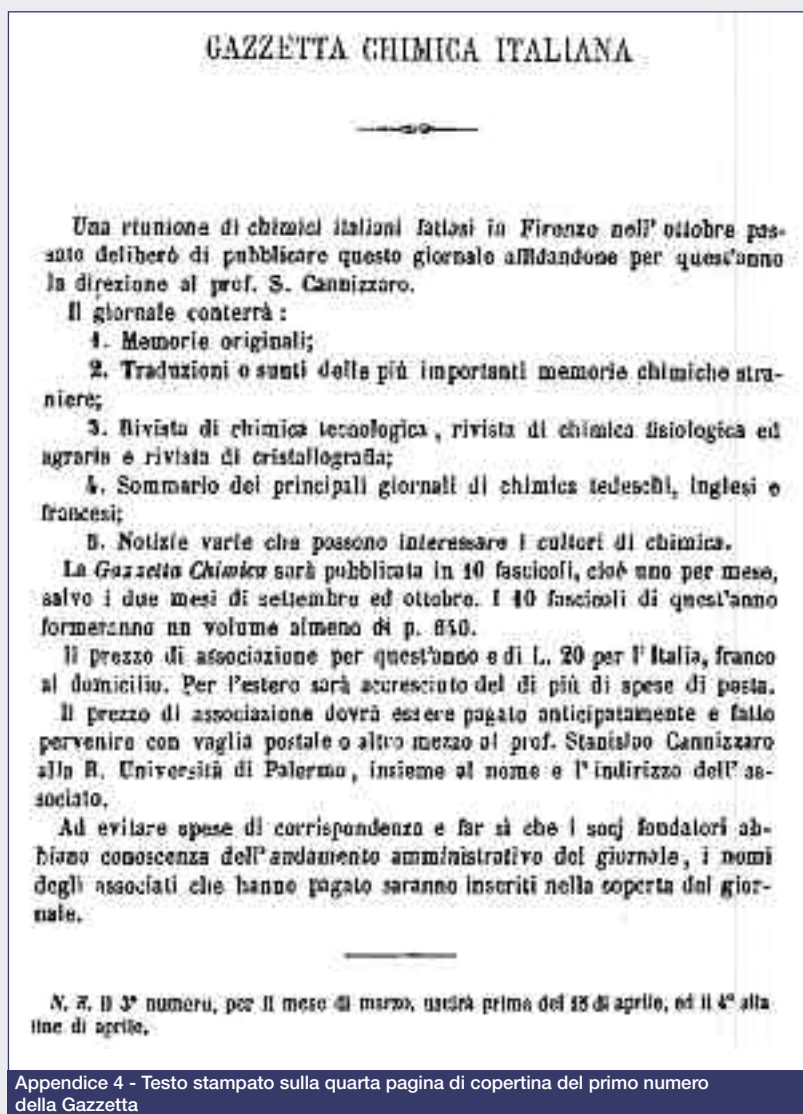 GAZZETTA CHIMICA ITALIANA
Una riunione di chimici italiani fattasi in Firenze nell' ottobre pas-
sato deliberò di pubblicare questo giornale affidandone per quest'anno
la direzione al prof. S. Cannizzaro.
Il giornale conterrà :
1. Memorie originali;
2. Traduzioni o sunti delle più importanti memorie chimiche stra-
niere;
3. Rivista di chimica tecnologica, rivista di chimica fisiologica ed
agraria e rivista di cristallografia;
4. Sommario dei principali giornali di chimica tedeschi, inglesi e
francesi;
5. Notizie varie che possono interessare i cultori di chimica.
La Gazzetta Chimica sarà pubblicata in 10 fascicoli, cioè uno per mese,
salvo i due mesi di settembre ed ottobre. I 10 fascicoli di quest'anno
formeranno un volume almeno di p. 640.
Il prezzo di associazione per quest'anno e di L. 20 per l' Italia, franco
al domicilio. Per l'estero sarà accresciuto del di più di spese di posta.
Il prezzo di associazione dovrà essere pagato anticipatamente e fatto
pervenire con vaglia postale o altro mezzo al prof. Stanislao Cannizzaro
alla R. Università di Palermo, insieme al nome e l' indirizzo dell' as-
sociato.
Ad evitare spese di corrispondenza e far sì che i socj fondatori ab-
biano conoscenza dell' andamento amministrativo del giornale, i nomi
degli associati che hanno pagato saranno inseriti nella coperta del gior-
nale.
N. B. Il 3° numero, per il mese di marzo, uscirà prima del 15 di aprile, ed il 4° alla
fine di aprile.
Appendice 4 - Testo stampato sulla quarta pagina di copertina del primo numero
della Gazzetta